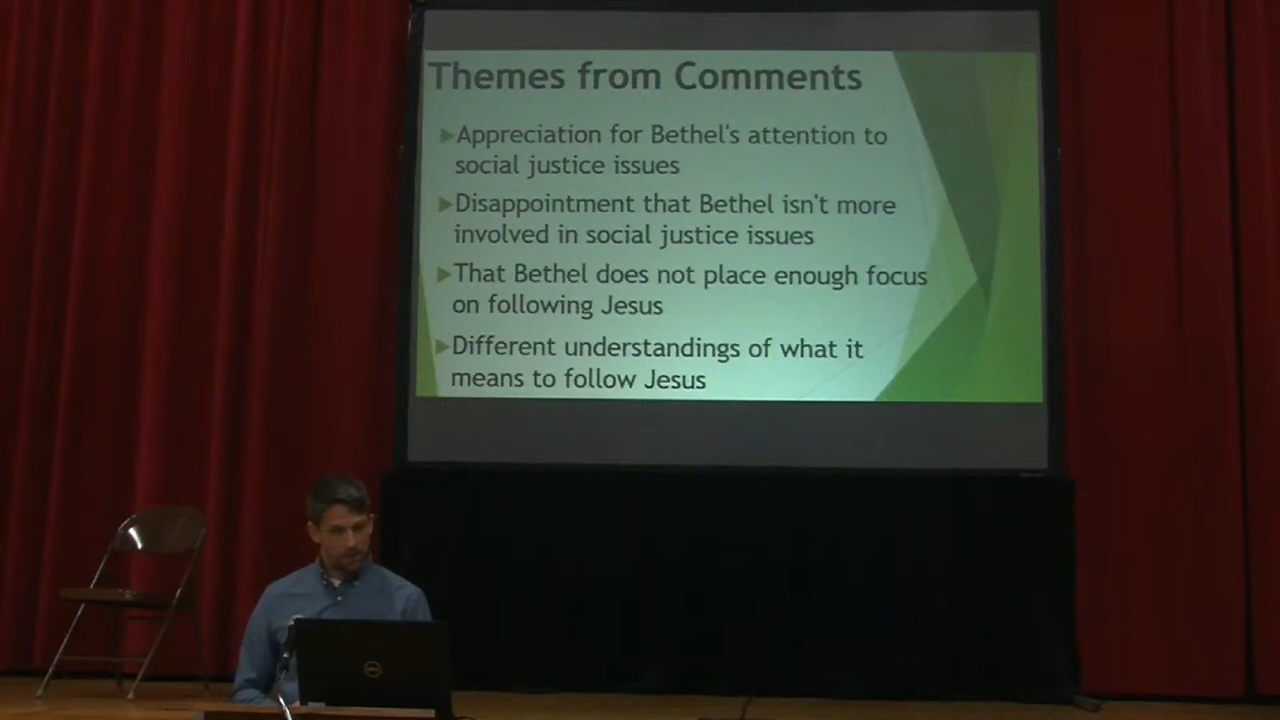 Themes from Comments
Appreciation for Bethel's attention to
social justice issues
Disappointment that Bethel isn't more
involved in social justice issues
That Bethel does not place enough focus
on following Jesus
Different understandings of what it
means to follow Jesus
DELL